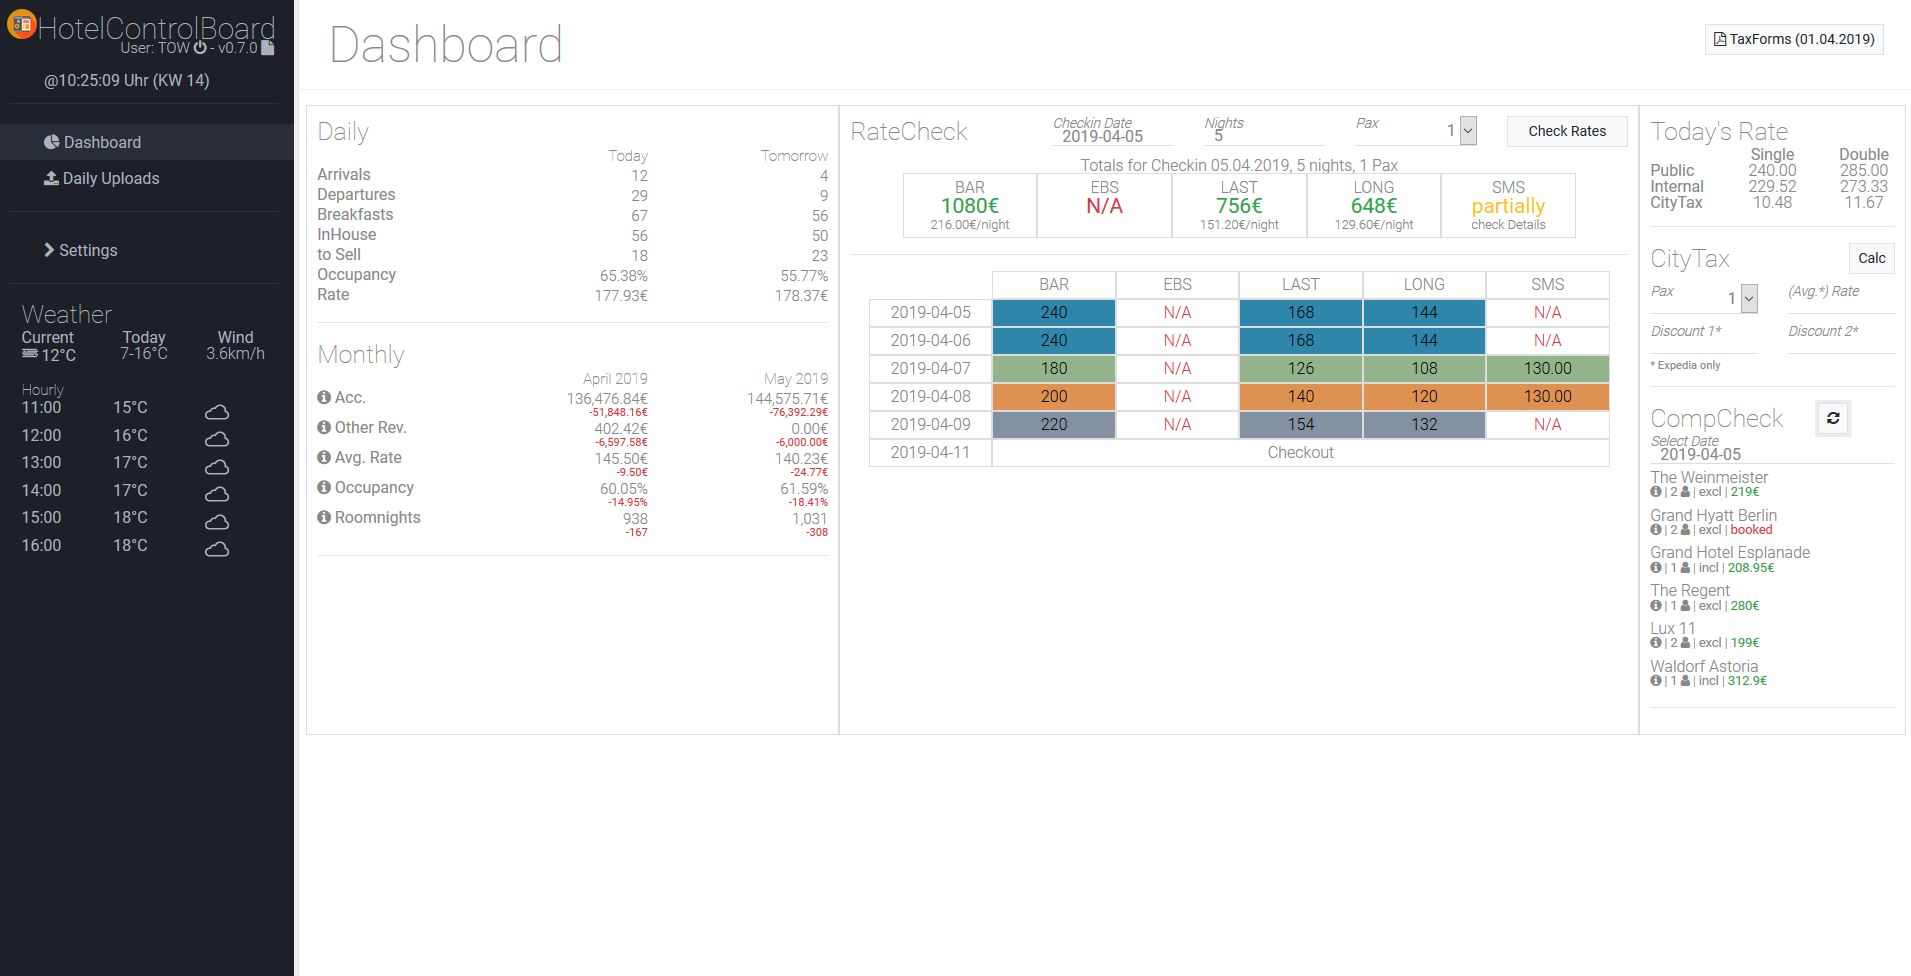 HotelControlBoard
User: TOW - v0.7.0
@10:25:09 Uhr (KW 14)
Dashboard
Daily Uploads
Settings
Weather
Current Today Wind
12°C 7-16°C 3.6km/h
Hourly
11:00 15°C
12:00 16°C
13:00 17°C
14:00 17°C
15:00 18°C
16:00 18°C
Dashboard
TaxForms (01.04.2019)
Daily
Today Tomorrow
Arrivals 12 4
Departures 29 9
Breakfasts 67 56
InHouse 56 50
to Sell 18 23
Occupancy 65.38% 55.77%
Rate 177.93€ 178.37€
Monthly
April 2019 May 2019
Acc. 136,476.84€ 144,575.71€
-51,848.16€ -76,392.29€
Other Rev. 402.42€ 0.00€
-6,597.58€ -6,000.00€
Avg. Rate 145.50€ 140.23€
-9.50€ -24.77€
Occupancy 60.05% 61.59%
-14.95% -18.41%
Roomnights 938 1,031
-167 -308
RateCheck
Checkin Date Nights Pax
2019-04-05 5 1
Check Rates
Totals for Checkin 05.04.2019, 5 nights, 1 Pax
BAR EBS LAST LONG SMS
1080€ N/A 756€ 648€ partially
216.00€/night 151.20€/night 129.60€/night check Details
BAR EBS LAST LONG SMS
2019-04-05 240 N/A 168 144 N/A
2019-04-06 240 N/A 168 144 N/A
2019-04-07 180 N/A 126 108 130.00
2019-04-08 200 N/A 140 120 130.00
2019-04-09 220 N/A 154 132 N/A
2019-04-11 Checkout
Today's Rate
Single Double
Public 240.00 285.00
Internal 229.52 273.33
CityTax 10.48 11.67
CityTax
Calc
Pax 1 (Avg.*) Rate
Discount 1* Discount 2*
* Expedia only
CompCheck
Select Date
2019-04-05
The Weinmeister
| 2 | excl | 219€
Grand Hyatt Berlin
| 2 | excl | booked
Grand Hotel Esplanade
| 1 | incl | 208.95€
The Regent
| 1 | excl | 280€
Lux 11
| 2 | excl | 199€
Waldorf Astoria
| 1 | incl | 312.9€